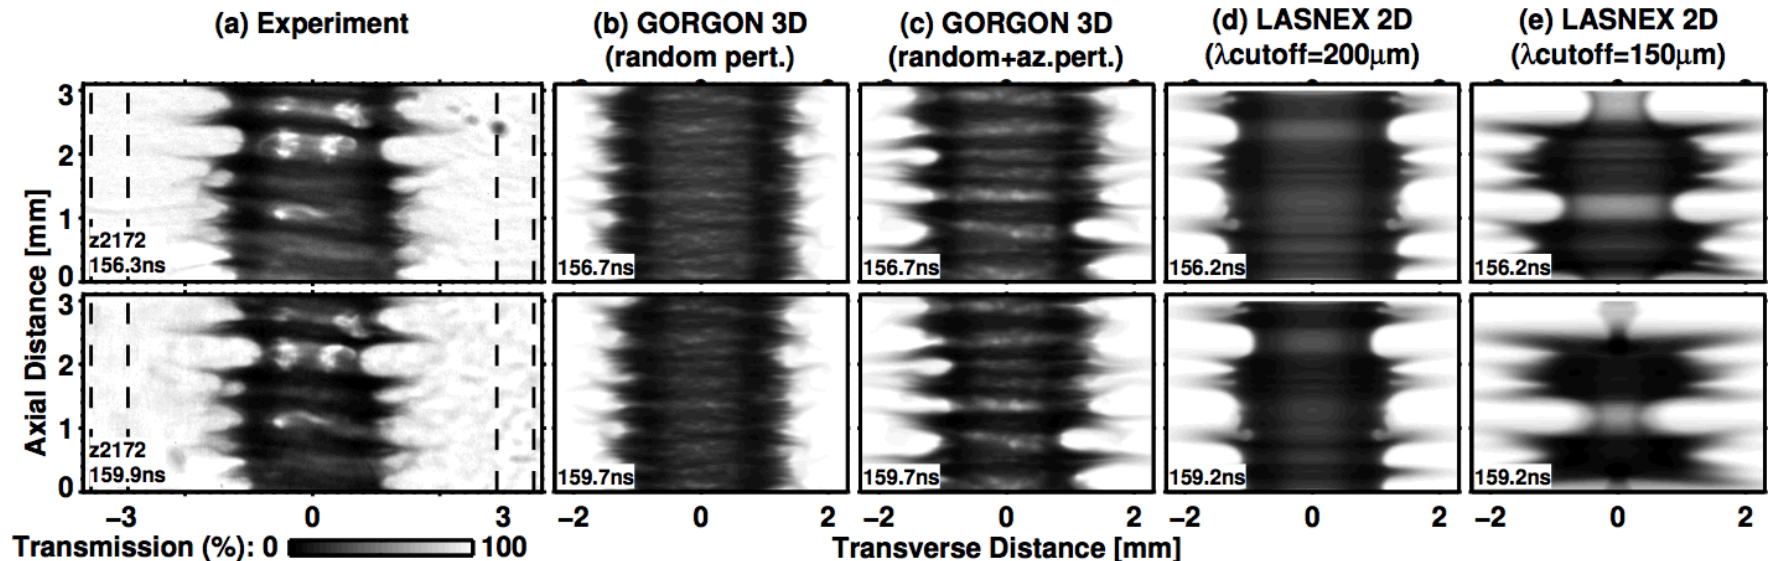 (a) Experiment
(b) GORGON 3D
(random pert.)
(c) GORGON 3D
(random+az.pert.)
(d) LASNEX 2D
(λcutoff=200μm)
(e) LASNEX 2D
(λcutoff=150μm)
Axial Distance [mm]
3
2
1
0
z2172
156.3ns
156.7ns
156.7ns
156.2ns
156.2ns
3
2
1
0
z2172
159.9ns
159.7ns
159.7ns
159.2ns
159.2ns
−3 0 3
−2 0 2
−2 0 2
−2 0 2
−2 0 2
Transmission (%): 0 100
Transverse Distance [mm]